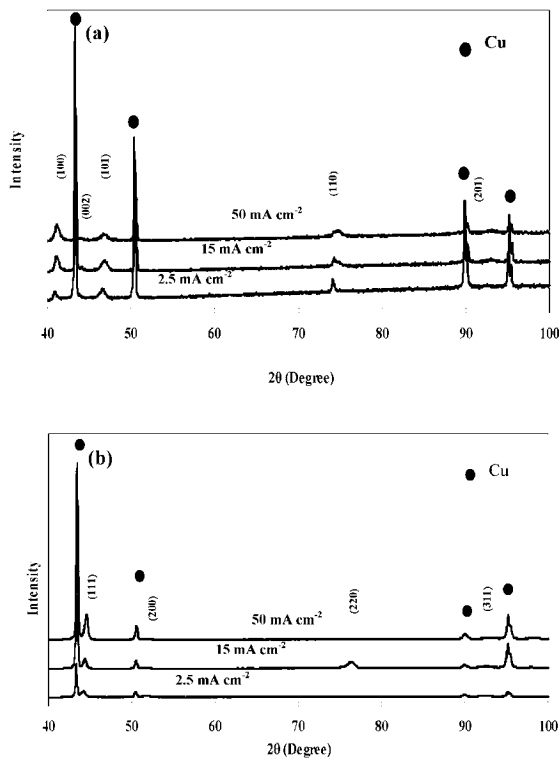 (a)
Cu
Intensity
(100)
(002)
(101)
(110)
(201)
50 mA cm-2
15 mA cm-2
2.5 mA cm-2
40 50 60 70 80 90 100
2θ (Degree)
(b)
Cu
Intensity
(111)
(200)
(220)
(311)
50 mA cm-2
15 mA cm-2
2.5 mA cm-2
40 50 60 70 80 90 100
2θ (Degree)